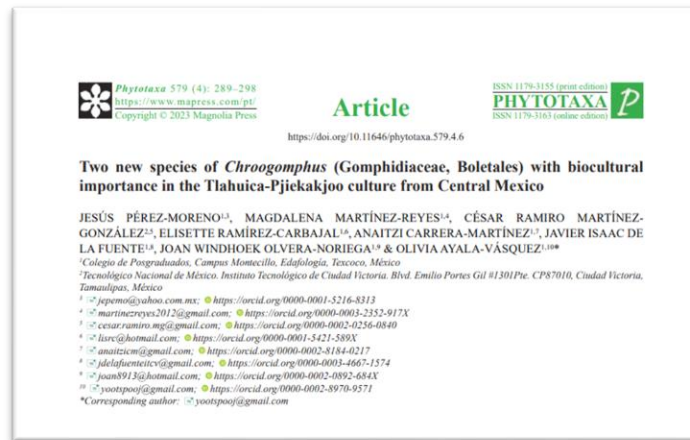 Phytotaxa 579 (4): 289–298
https://www.mapress.com/pt/
Copyright © 2023 Magnolia Press
Article
ISSN 1179-3155 (print edition)
PHYTOTAXA
ISSN 1179-3163 (online edition)
https://doi.org/10.11646/phytotaxa.579.4.6
Two new species of Chroogomphus (Gomphidiaceae, Boletales) with biocultural
importance in the Tlahuica-Pjiekakjoo culture from Central Mexico
JESÚS PÉREZ-MORENO¹·³, MAGDALENA MARTÍNEZ-REYES¹·⁴, CÉSAR RAMIRO MARTÍNEZ-
GONZÁLEZ²·⁵, ELISETTE RAMÍREZ-CARBAJAL¹·⁶, ANAITZI CARRERA-MARTÍNEZ¹·⁷, JAVIER ISAAC DE
LA FUENTE¹·⁸, JOAN WINDHOEK OLVERA-NORIEGA¹·⁹ & OLIVIA AYALA-VÁSQUEZ¹·¹⁰*
¹Colegio de Posgraduados, Campus Montecillo, Edafología, Texcoco, México
²Tecnológico Nacional de México. Instituto Tecnológico de Ciudad Victoria. Blvd. Emilio Portes Gil #1301Pte. CP87010, Ciudad Victoria,
Tamaulipas, México
³ jepemo@yahoo.com.mx; https://orcid.org/0000-0001-5216-8313
⁴ martinezreyes2012@gmail.com; https://orcid.org/0000-0003-2352-917X
⁵ cesar.ramiro.mg@gmail.com; https://orcid.org/0000-0002-0256-0840
⁶ lisrc@hotmail.com; https://orcid.org/0000-0001-5421-589X
⁷ anaitzicm@gmail.com; https://orcid.org/0000-0002-8184-0217
⁸ jdelafuenteitcv@gmail.com; https://orcid.org/0000-0003-4667-1574
⁹ joan8913@hotmail.com; https://orcid.org/0000-0002-0892-684X
¹⁰ yootspooj@gmail.com; https://orcid.org/0000-0002-8970-9571
*Corresponding author: yootspooj@gmail.com